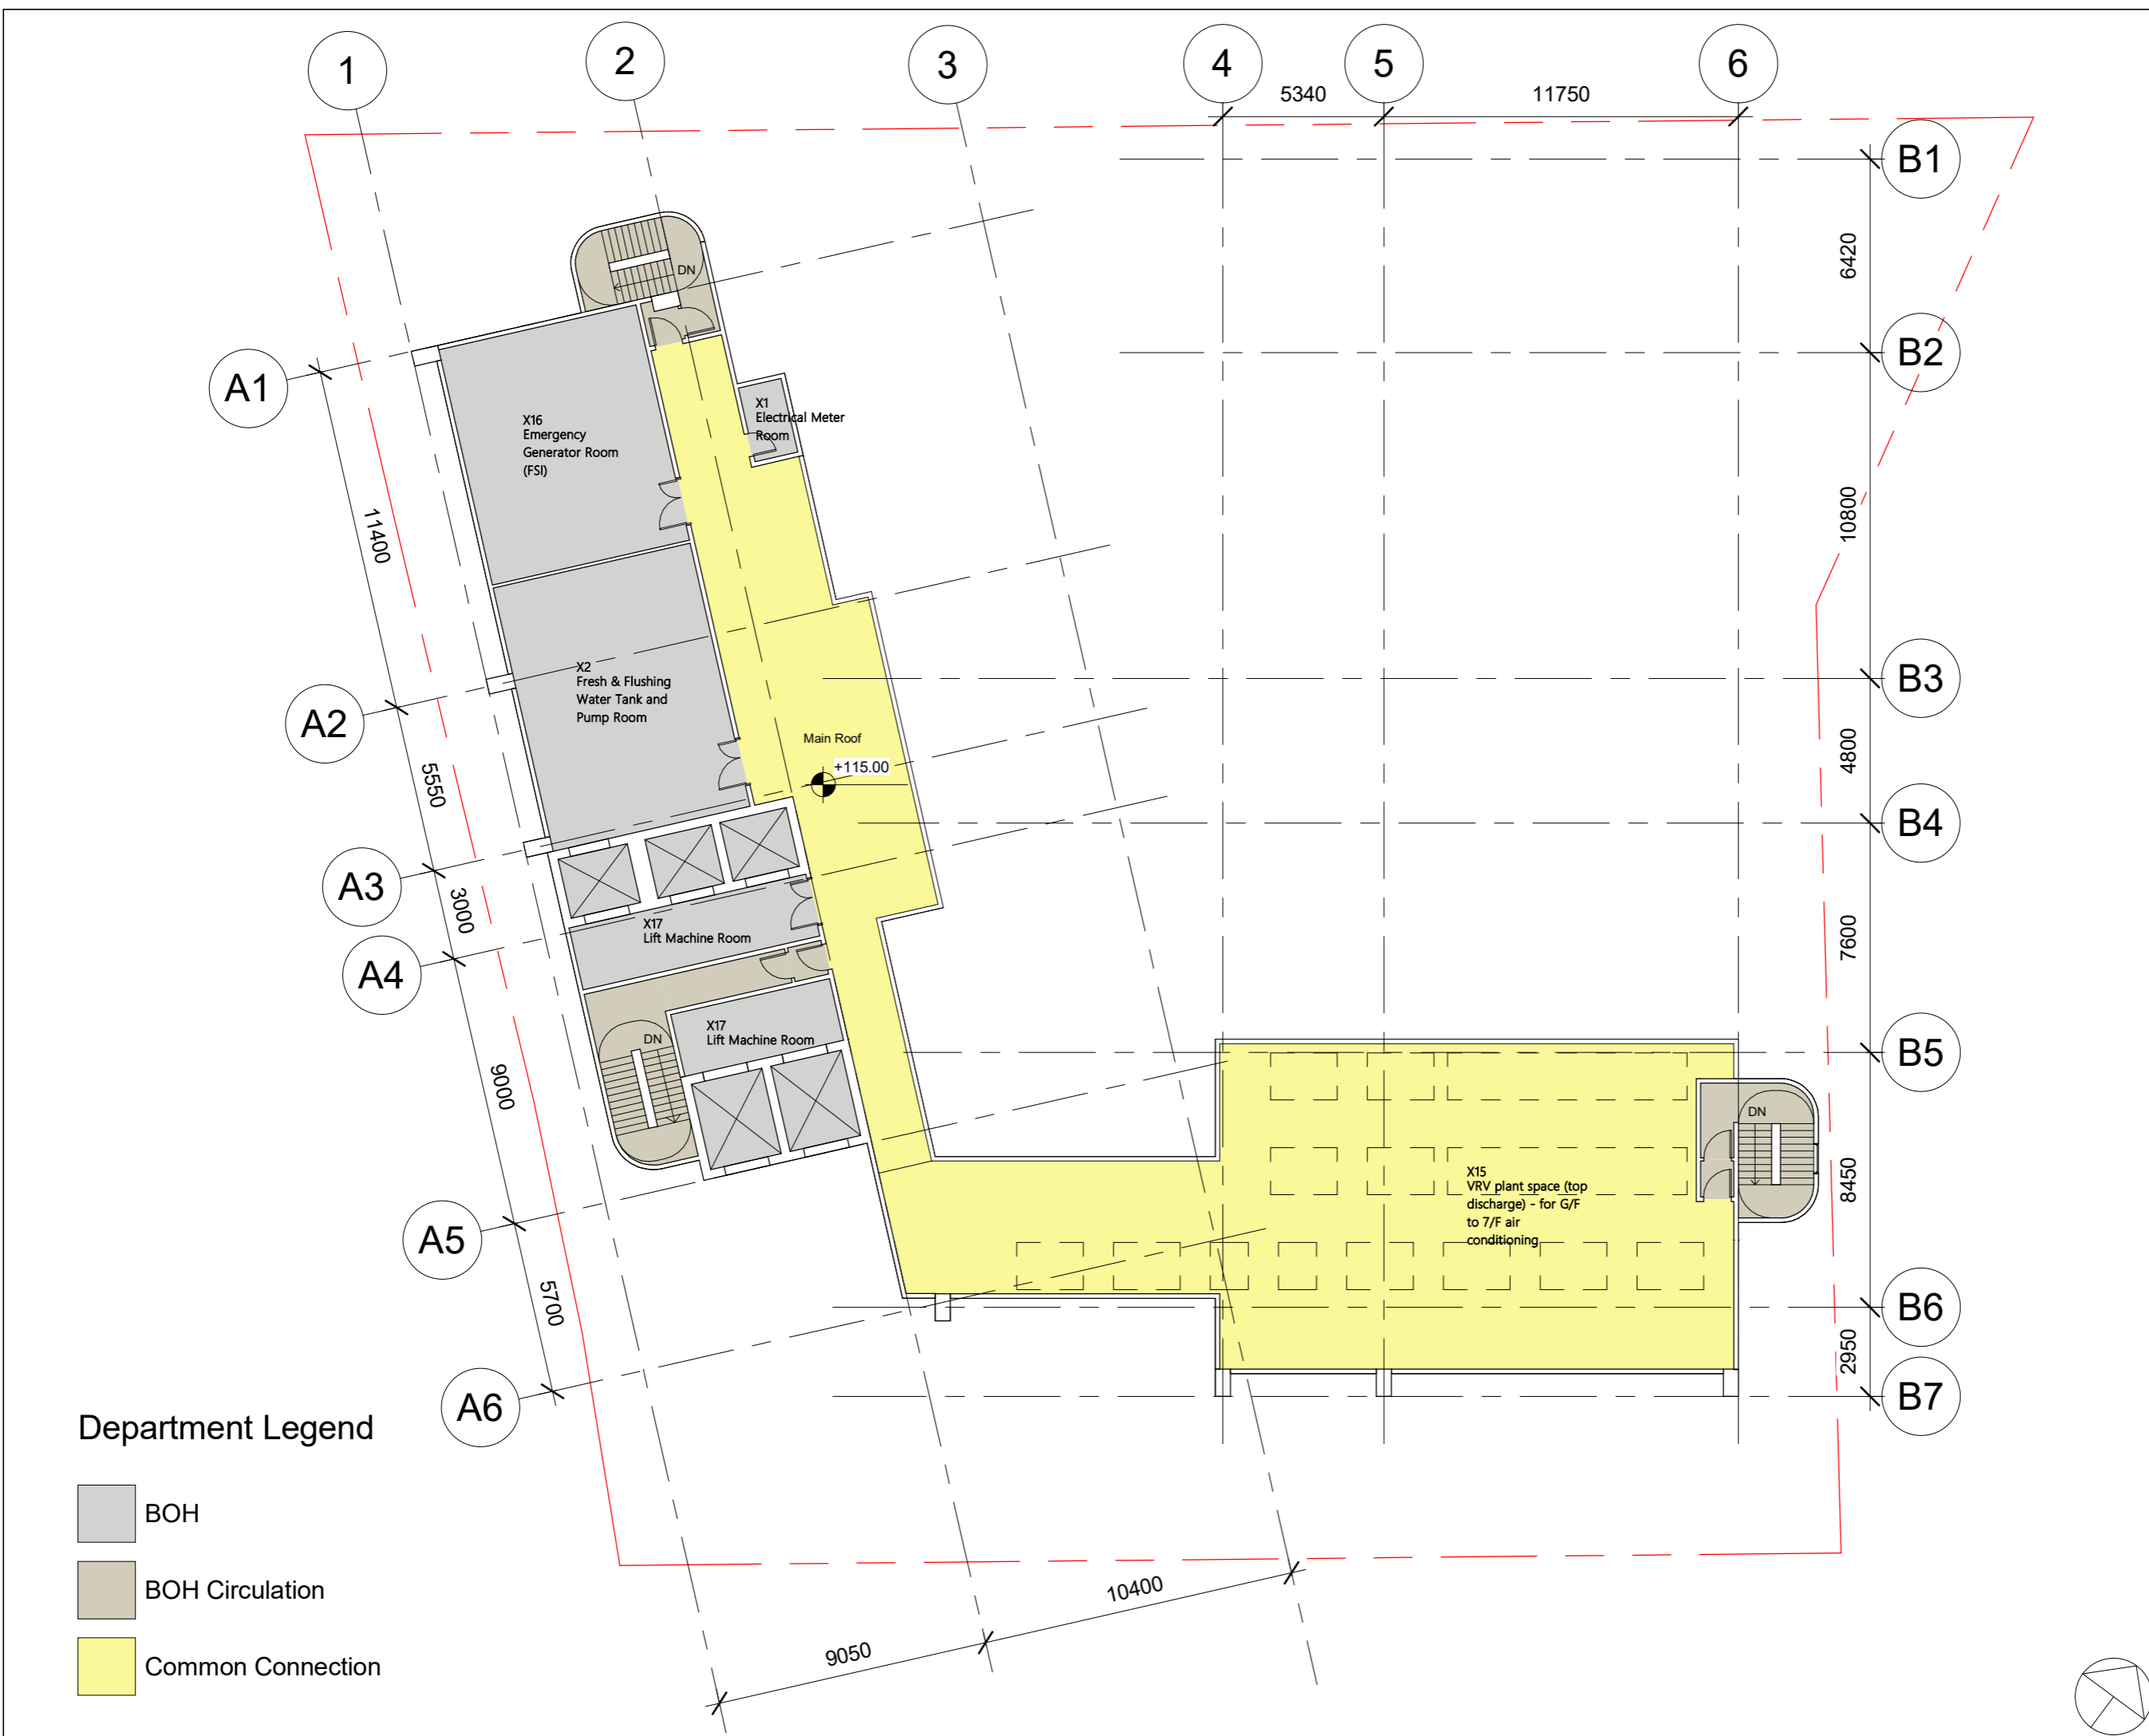 1
2
3
4
5
6
5340
11750
B1
6420
B2
10800
B3
4800
B4
7600
B5
8450
B6
2950
B7
A1
11400
A2
5550
A3
3000
A4
9000
A5
5700
A6
DN
X1
Electrical Meter
Room
X16
Emergency
Generator Room
(FSI)
X2
Fresh & Flushing
Water Tank and
Pump Room
Main Roof
+115.00
X17
Lift Machine Room
X17
Lift Machine Room
DN
DN
X15
VRV plant space (top
discharge) - for G/F
to 7/F air
conditioning
9050
10400
Department Legend
BOH
BOH Circulation
Common Connection